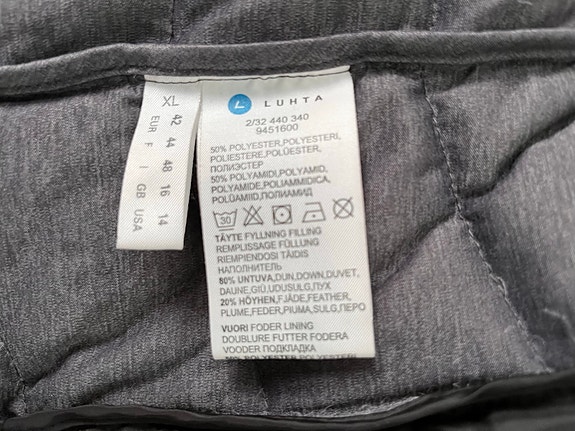 XL
42 EUR
44 F
48 I
16 GB
14 USA
L LUHTA
2/32 440 340
9451600
50% POLYESTER,POLYESTERI,
POLIESTERE,POLÜESTER,
ПОЛИЭСТЕР
50% POLYAMIDI,POLYAMID,
POLYAMIDE,POLIAMMIDICA,
POLÜAMIID,ПОЛИАМИД
30
TÄYTE FYLLNING FILLING
REMPLISSAGE FÜLLUNG
RIEMPIENDOSI TÄIDIS
НАПОЛНИТЕЛЬ
80% UNTUVA,DUN,DOWN,DUVET,
DAUNE,GIÙ,UDUSULG,ПУХ
20% HÖYHEN,FJÄDE,FEATHER,
PLUME,FEDER,PIUMA,SULG,ПЕРО
VUORI FODER LINING
DOUBLURE FUTTER FODERA
VOODER ПОДКЛАДКА
POLYESTER POLYESTERI